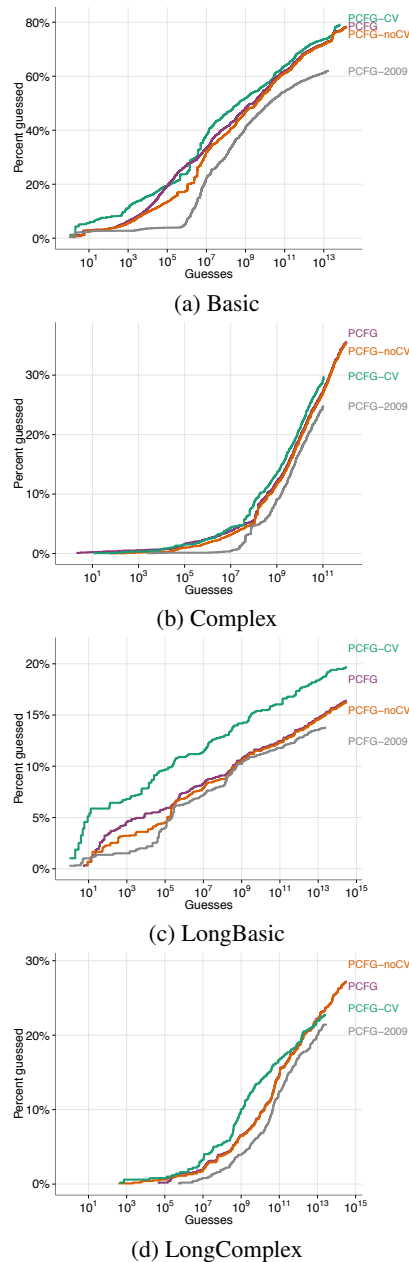 80%
60%
40%
20%
0%
Percent guessed
PCFG-CV
PCFG
PCFG-noCV
PCFG-2009
10^1 10^3 10^5 10^7 10^9 10^11 10^13
Guesses
(a) Basic
30%
20%
10%
0%
Percent guessed
PCFG
PCFG-noCV
PCFG-CV
PCFG-2009
10^1 10^3 10^5 10^7 10^9 10^11
Guesses
(b) Complex
20%
15%
10%
5%
0%
Percent guessed
PCFG-CV
PCFG
PCFG-noCV
PCFG-2009
10^1 10^3 10^5 10^7 10^9 10^11 10^13 10^15
Guesses
(c) LongBasic
30%
20%
10%
0%
Percent guessed
PCFG-noCV
PCFG
PCFG-CV
PCFG-2009
10^1 10^3 10^5 10^7 10^9 10^11 10^13 10^15
Guesses
(d) LongComplex